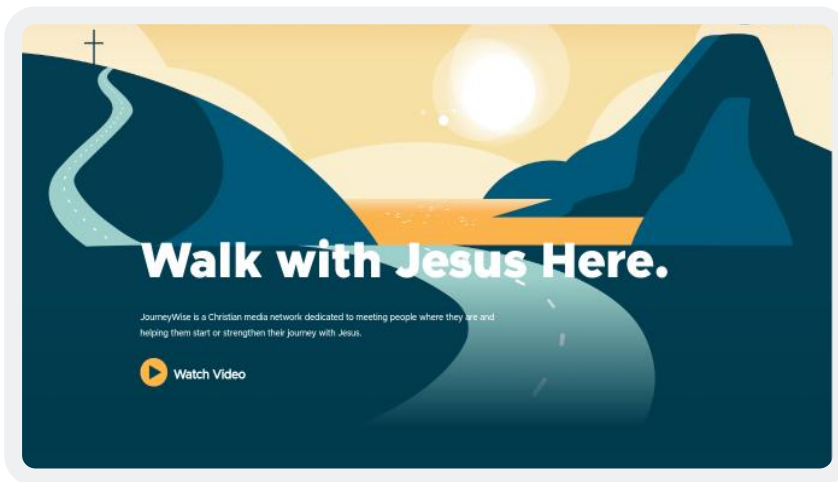 Walk with Jesus Here.
JourneyWise is a Christian media network dedicated to meeting people where they are and
helping them start or strengthen their journey with Jesus.
Watch Video